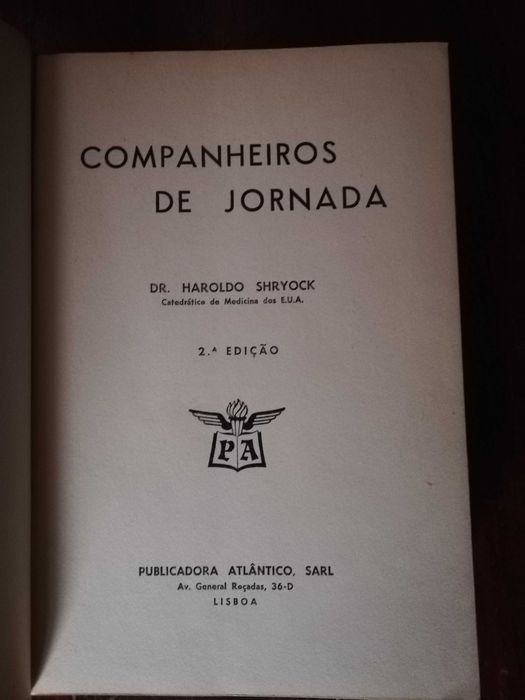 COMPANHEIROS
DE JORNADA
DR. HAROLDO SHRYOCK
Catedrático de Medicina dos E.U.A.
2.ª EDIÇÃO
PA
PUBLICADORA ATLÂNTICO, SARL
Av. General Roçadas, 36-D
LISBOA